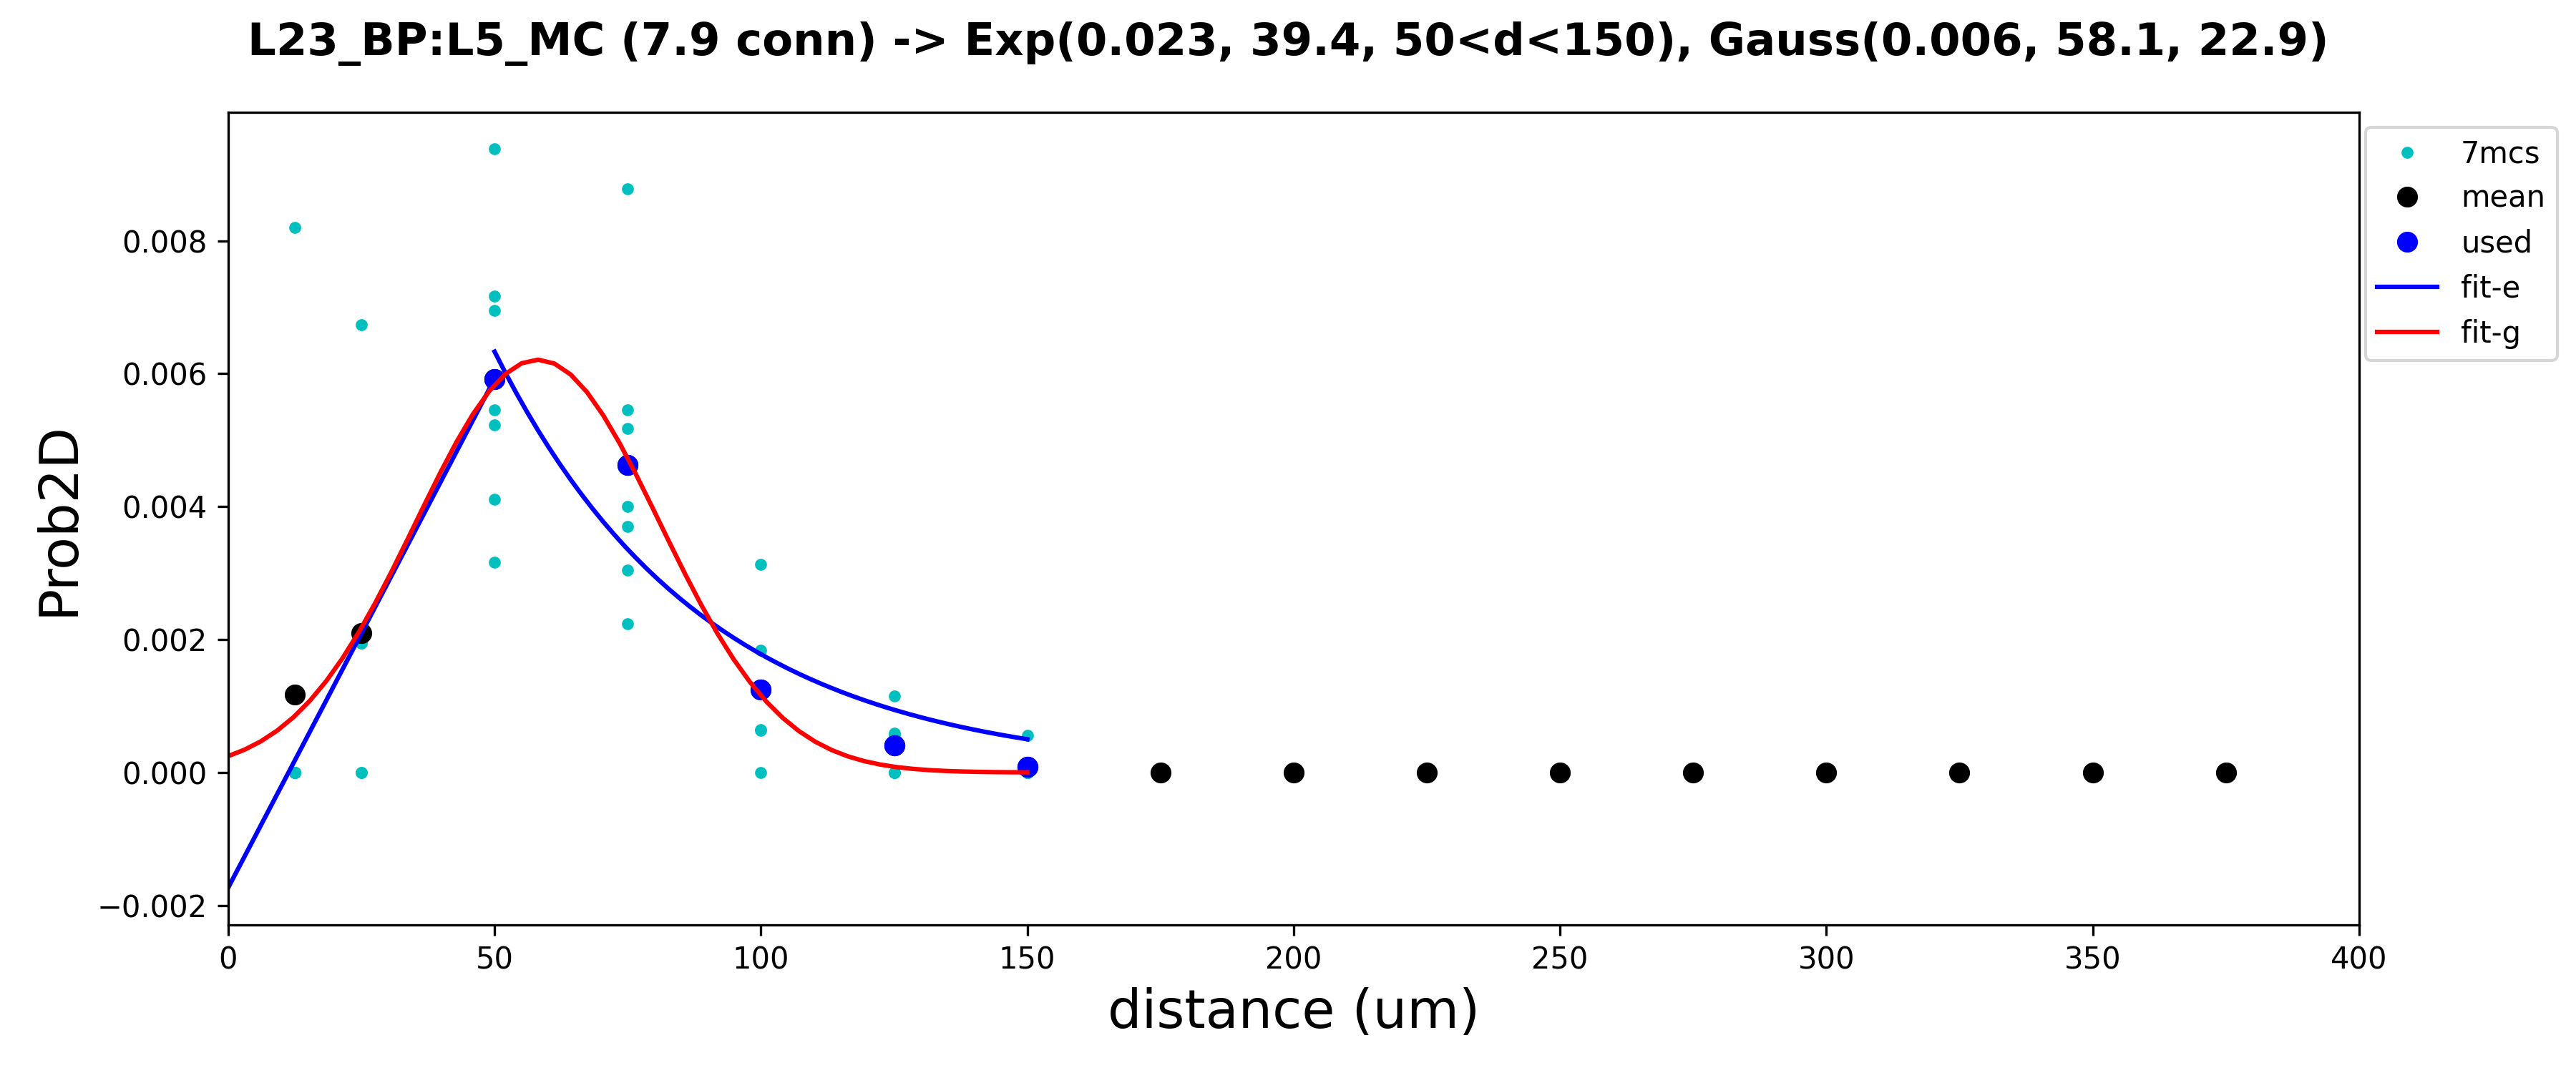 L23_BP:L5_MC (7.9 conn) -> Exp(0.023, 39.4, 50<d<150), Gauss(0.006, 58.1, 22.9)
7mcs
mean
used
fit-e
fit-g
Prob2D
0.008
0.006
0.004
0.002
0.000
−0.002
0 50 100 150 200 250 300 350 400
distance (um)